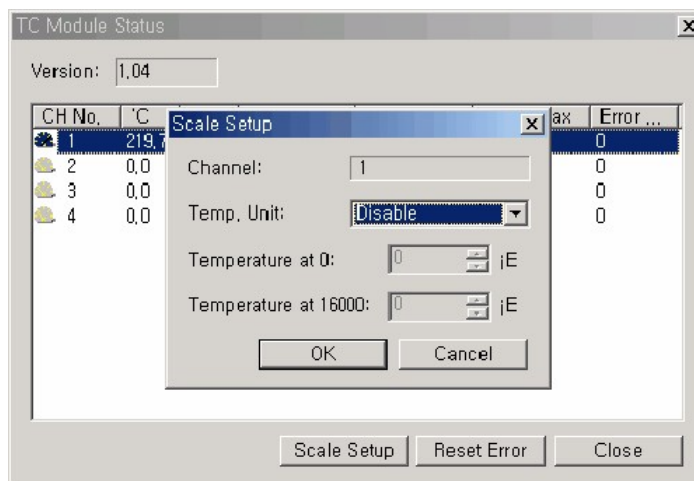 TC Module Status
Version: 1,04
CH No, 'C ax Error ...
1 219,7 0
2 0,0 0
3 0,0 0
4 0,0 0
Scale Setup
Channel: 1
Temp, Unit: Disable
Temperature at 0: 0 ¡E
Temperature at 16000: 0 ¡E
OK Cancel
Scale Setup Reset Error Close